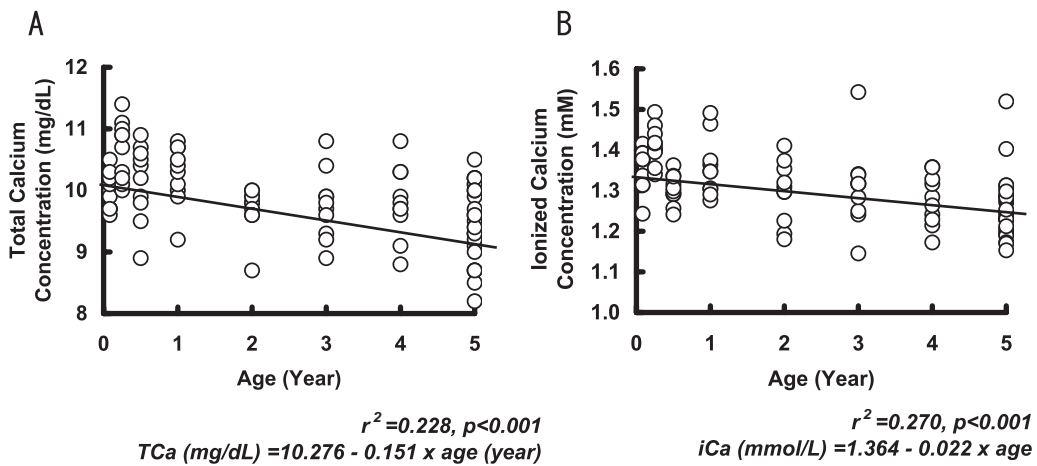 A
Total Calcium
Concentration (mg/dL)
12
11
10
9
8
0 1 2 3 4 5
Age (Year)
r² =0.228, p<0.001
TCa (mg/dL) =10.276 - 0.151 x age (year)
B
Ionized Calcium
Concentration (mM)
1.6
1.5
1.4
1.3
1.2
1.1
1.0
0 1 2 3 4 5
Age (Year)
r² =0.270, p<0.001
iCa (mmol/L) =1.364 - 0.022 x age